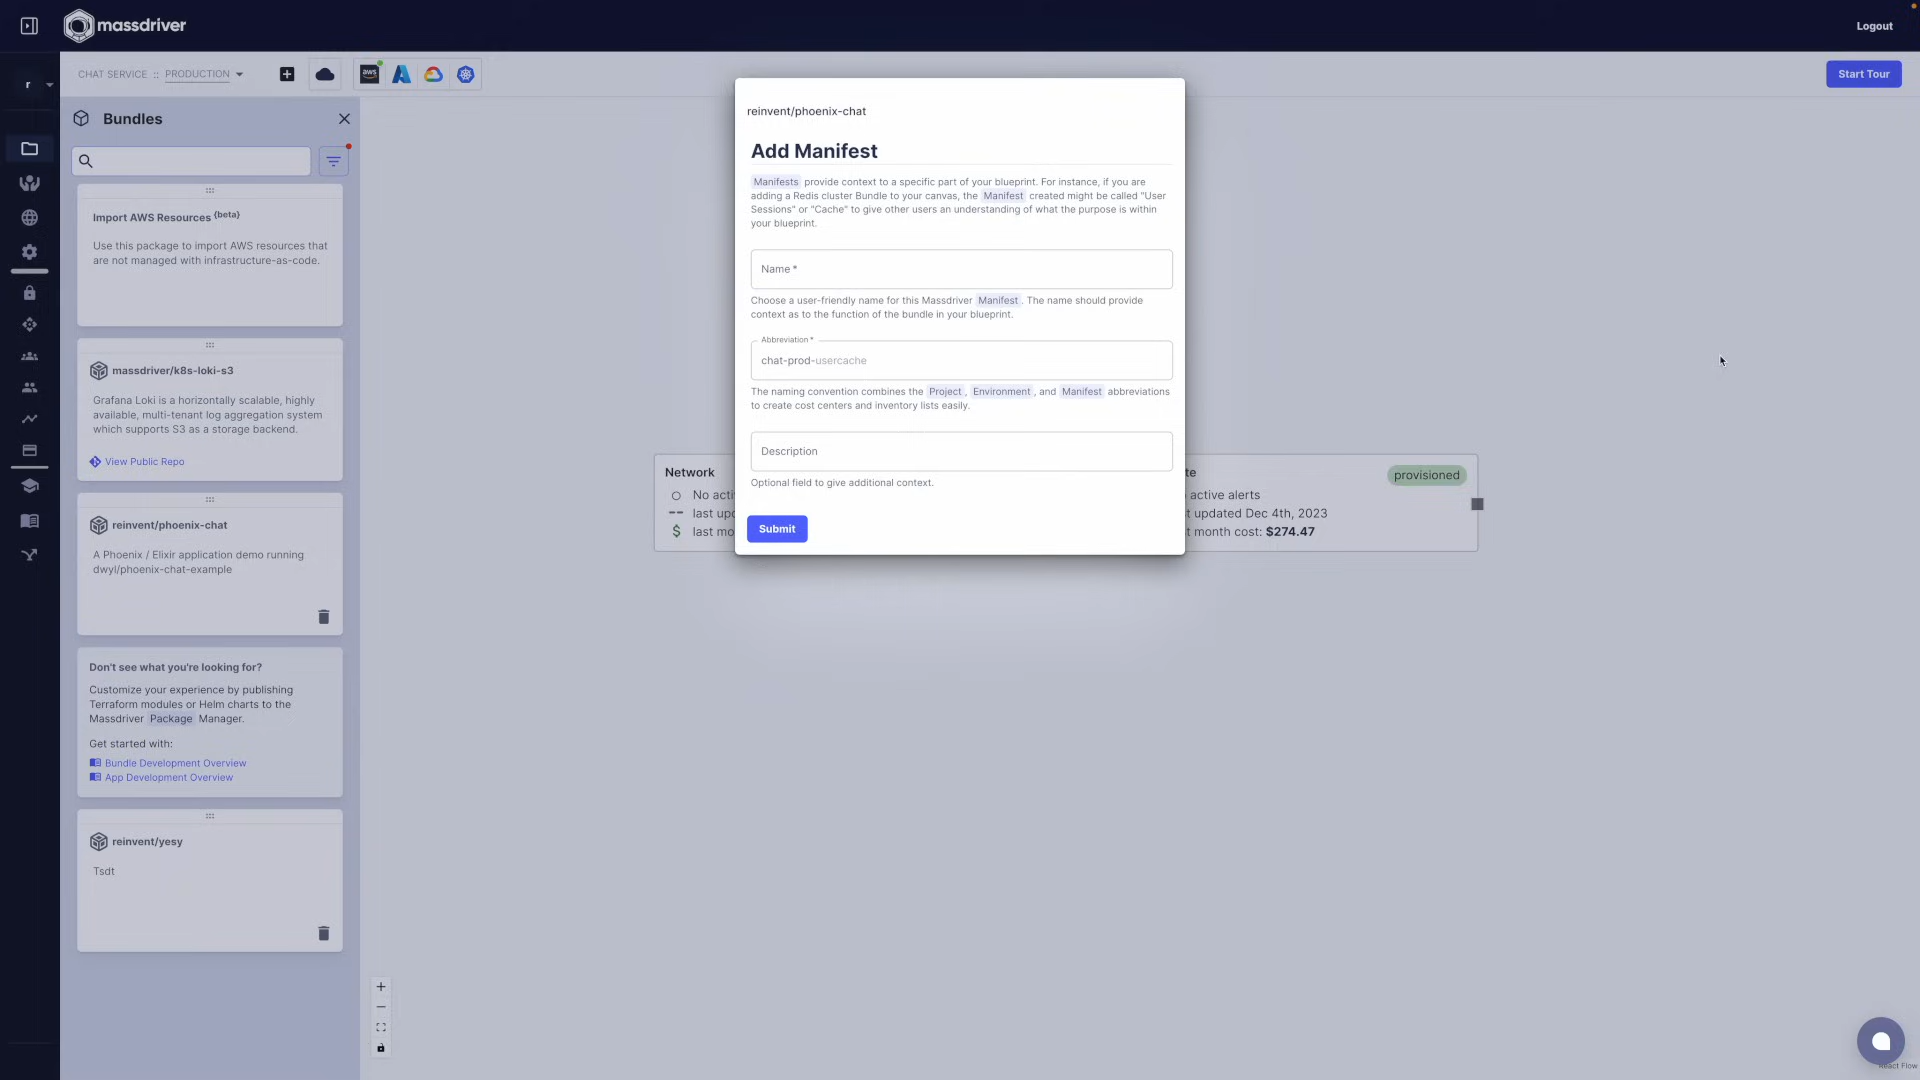 massdriver
Logout
r
CHAT SERVICE :: PRODUCTION
aws
Start Tour
Bundles
Import AWS Resources (beta)
Use this package to import AWS resources that
are not managed with infrastructure-as-code.
massdriver/k8s-loki-s3
Grafana Loki is a horizontally scalable, highly
available, multi-tenant log aggregation system
which supports S3 as a storage backend.
View Public Repo
reinvent/phoenix-chat
A Phoenix / Elixir application demo running
dwyl/phoenix-chat-example
Don't see what you're looking for?
Customize your experience by publishing
Terraform modules or Helm charts to the
Massdriver Package Manager.
Get started with:
Bundle Development Overview
App Development Overview
reinvent/yesy
Tsdt
reinvent/phoenix-chat
Add Manifest
Manifests provide context to a specific part of your blueprint. For instance, if you are
adding a Redis cluster Bundle to your canvas, the Manifest created might be called "User
Sessions" or "Cache" to give other users an understanding of what the purpose is within
your blueprint.
Name *
Choose a user-friendly name for this Massdriver Manifest . The name should provide
context as to the function of the bundle in your blueprint.
Abbreviation *
chat-prod-usercache
The naming convention combines the Project , Environment , and Manifest abbreviations
to create cost centers and inventory lists easily.
Description
Optional field to give additional context.
Submit
Network
No acti
last upd
$ last mo
te
provisioned
active alerts
t updated Dec 4th, 2023
t month cost: $274.47
React Flow